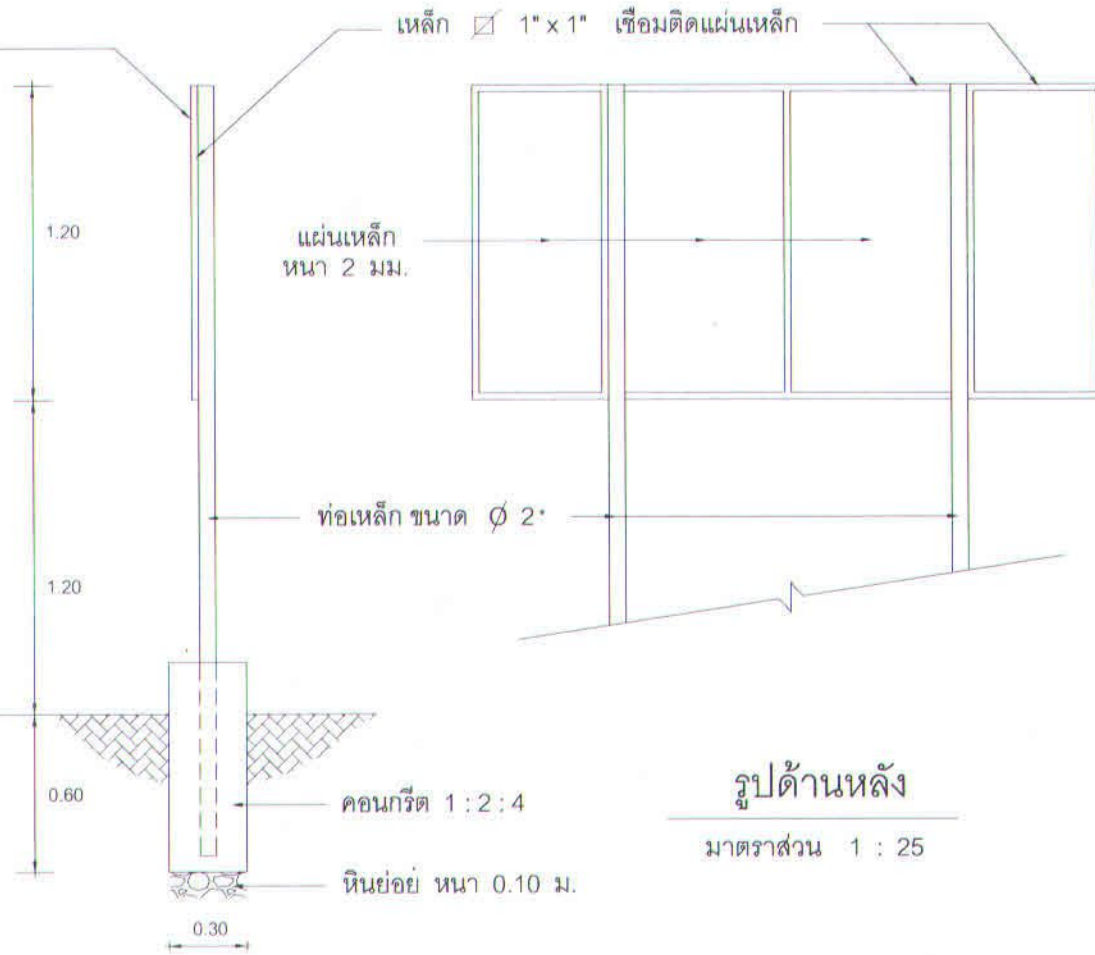 เหล็ก 1" x 1" เชื่อมติดแผ่นเหล็ก
1.20
แผ่นเหล็ก
หนา 2 มม.
ท่อเหล็ก ขนาด Ø 2"
1.20
0.60
คอนกรีต 1 : 2 : 4
หินย่อย หนา 0.10 ม.
0.30
รูปด้านหลัง
มาตราส่วน 1 : 25